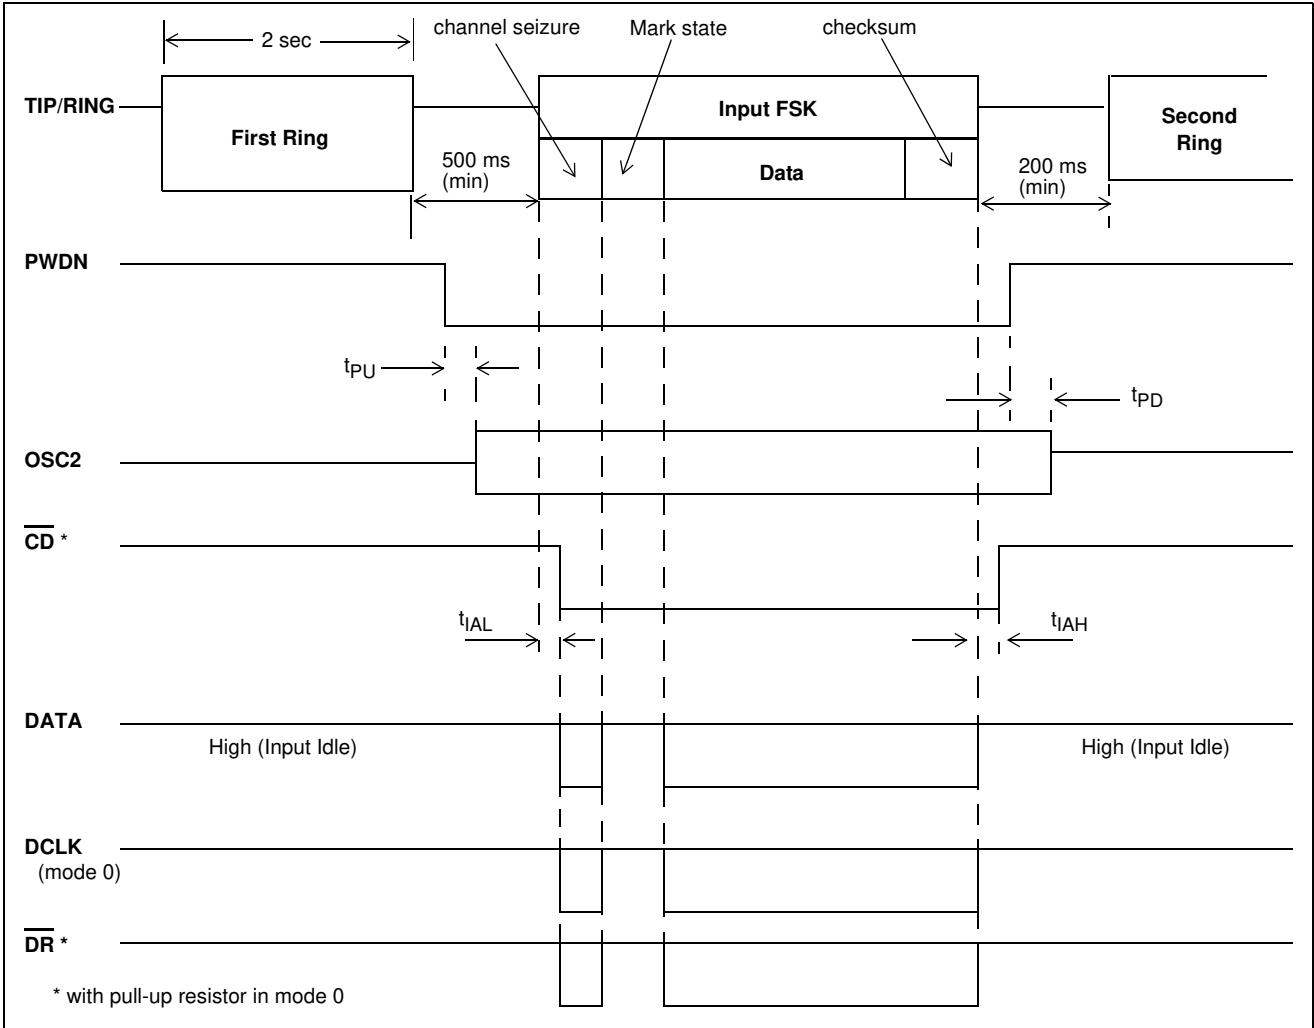 channel seizure
Mark state
checksum
2 sec
TIP/RING
First Ring
Input FSK
Second
Ring
500 ms
(min)
Data
200 ms
(min)
PWDN
tPU
tPD
OSC2
CD *
tIAL
tIAH
DATA
High (Input Idle)
High (Input Idle)
DCLK
(mode 0)
DR *
* with pull-up resistor in mode 0